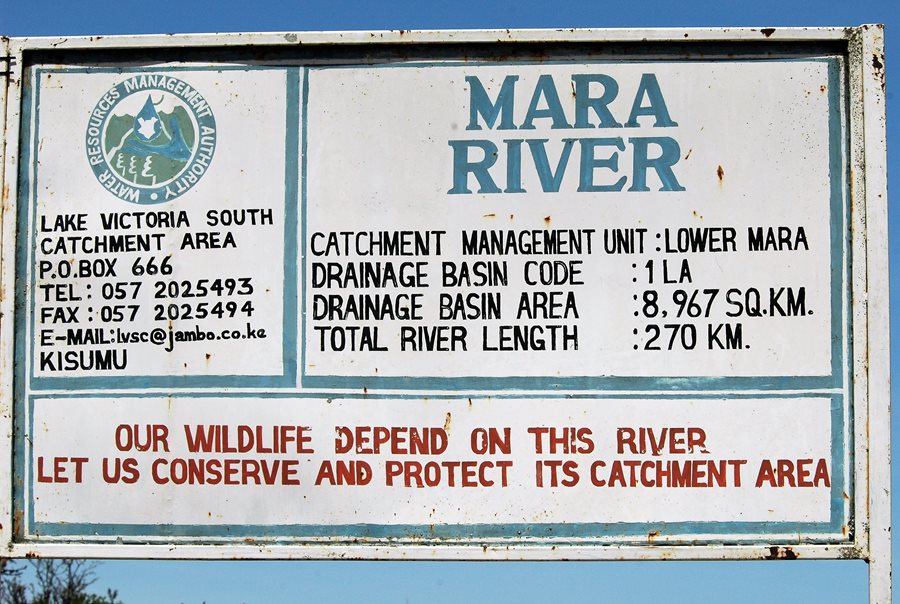 WATER RESOURCES MANAGEMENT AUTHORITY
LAKE VICTORIA SOUTH
CATCHMENT AREA
P.O.BOX 666
TEL: 057 2025493
FAX: 057 2025494
E-MAIL:lvsc@jambo.co.ke
KISUMU
MARA
RIVER
CATCHMENT MANAGEMENT UNIT :LOWER MARA
DRAINAGE BASIN CODE :1LA
DRAINAGE BASIN AREA :8,967 SQ.KM.
TOTAL RIVER LENGTH :270 KM.
OUR WILDLIFE DEPEND ON THIS RIVER
LET US CONSERVE AND PROTECT ITS CATCHMENT AREA